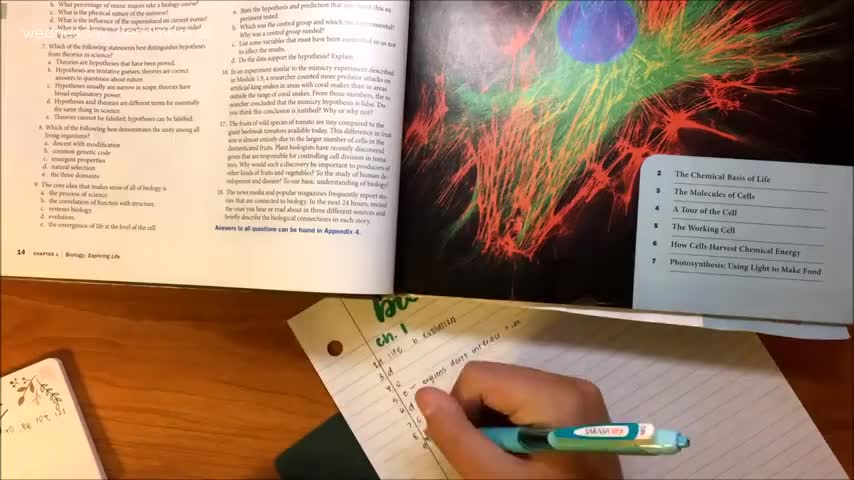 wed
b. What percentage of music majors take a biology course?
c. What is the physical nature of the universe?
d. What is the influence of the supernatural on current events?
e. What is the
7. Which of the following statements best distinguishes hypotheses
from theories in science?
a. Theories are hypotheses that have been proved.
b. Hypotheses are tentative guesses; theories are correct
answers to questions about nature.
c. Hypotheses usually are narrow in scope; theories have
broad explanatory power.
d. Hypotheses and theories are different terms for essentially
the same thing in science.
e. Theories cannot be falsified; hypotheses can be falsified.
8. Which of the following best demonstrates the unity among all
living organisms?
a. descent with modification
b. common genetic code
c. emergent properties
d. natural selection
e. the three domains
9. The core idea that makes sense of all of biology is
a. the process of science
b. the correlation of function with structure.
c. systems biology
d. evolution.
e. the emergence of life at the level of the cell
14 CHAPTER 1 Biology: Exploring Life
a. State the hypothesis and prediction that
periment tested.
b. Which was the control group and which the experimental?
Why was a control group needed?
c. List some variables that must have been controlled so as not
to affect the results.
d. Do the data support the hypothesis? Explain.
16. In an experiment similar to the mimicry experiment described
in Module 1.9, a researcher counted more predator attacks on
artificial king snakes in areas with coral snakes than in areas
outside the range of coral snakes. From those numbers, the re-
searcher concluded that the mimicry hypothesis is false. Do
you think this conclusion is justified? Why or why not?
17. The fruits of wild species of tomato are tiny compared to the
giant beefsteak tomatoes available today. This difference in fruit
size is almost entirely due to the larger number of cells in the
domesticated fruits. Plant biologists have recently discovered
genes that are responsible for controlling cell division in toma-
toes. Why would such a discovery be important to producers of
other kinds of fruits and vegetables? To the study of human de-
velopment and disease? To our basic understanding of biology?
18. The news media and popular magazines frequently report sto-
ries that are connected to biology. In the next 24 hours, record
the ones you hear or read about in three different sources and
briefly describe the biological connections in each story.
Answers to all questions can be found in Appendix 4.
2 The Chemical Basis of Life
3 The Molecules of Cells
4 A Tour of the Cell
5 The Working Cell
6 How Cells Harvest Chemical Energy
7 Photosynthesis: Using Light to Make Food
ch. 1
life b evolution
3 d
4 c
5 e - organs don't interact
6 d
7 c
8
SARASA
BE 104, 121